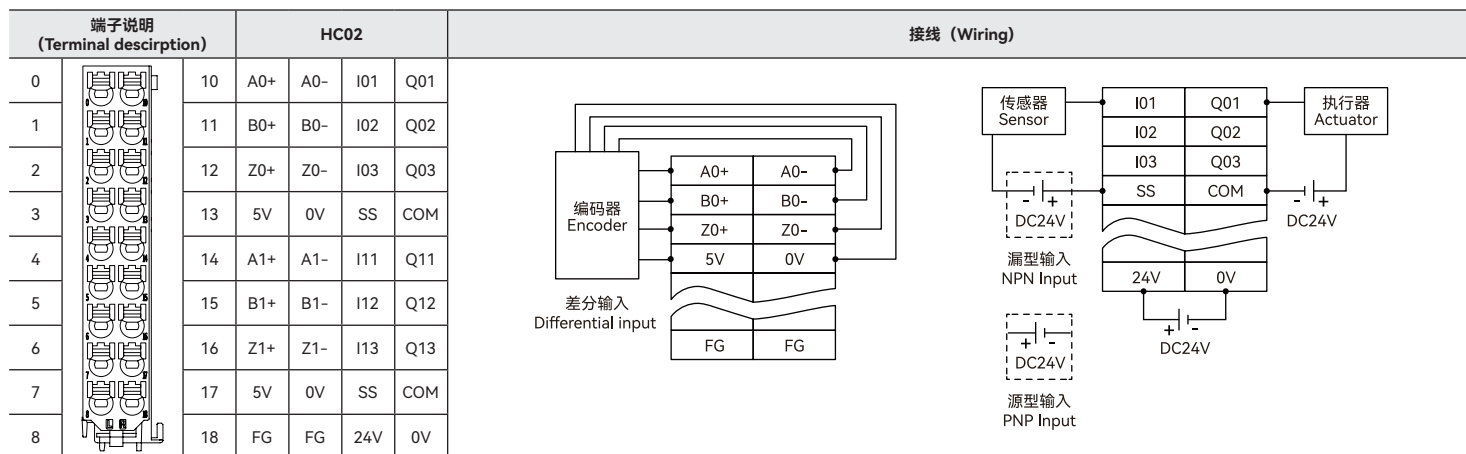 端子说明
(Terminal descirption)
HC02
接线 (Wiring)
0 10 A0+ A0- I01 Q01
1 11 B0+ B0- I02 Q02
2 12 Z0+ Z0- I03 Q03
3 13 5V 0V SS COM
4 14 A1+ A1- I11 Q11
5 15 B1+ B1- I12 Q12
6 16 Z1+ Z1- I13 Q13
7 17 5V 0V SS COM
8 18 FG FG 24V 0V
编码器
Encoder
A0+ A0-
B0+ B0-
Z0+ Z0-
5V 0V
FG FG
差分输入
Differential input
传感器
Sensor
I01 Q01
I02 Q02
I03 Q03
SS COM
执行器
Actuator
- +
DC24V
- +
DC24V
漏型输入
NPN Input
24V 0V
+ -
DC24V
+ -
DC24V
源型输入
PNP Input